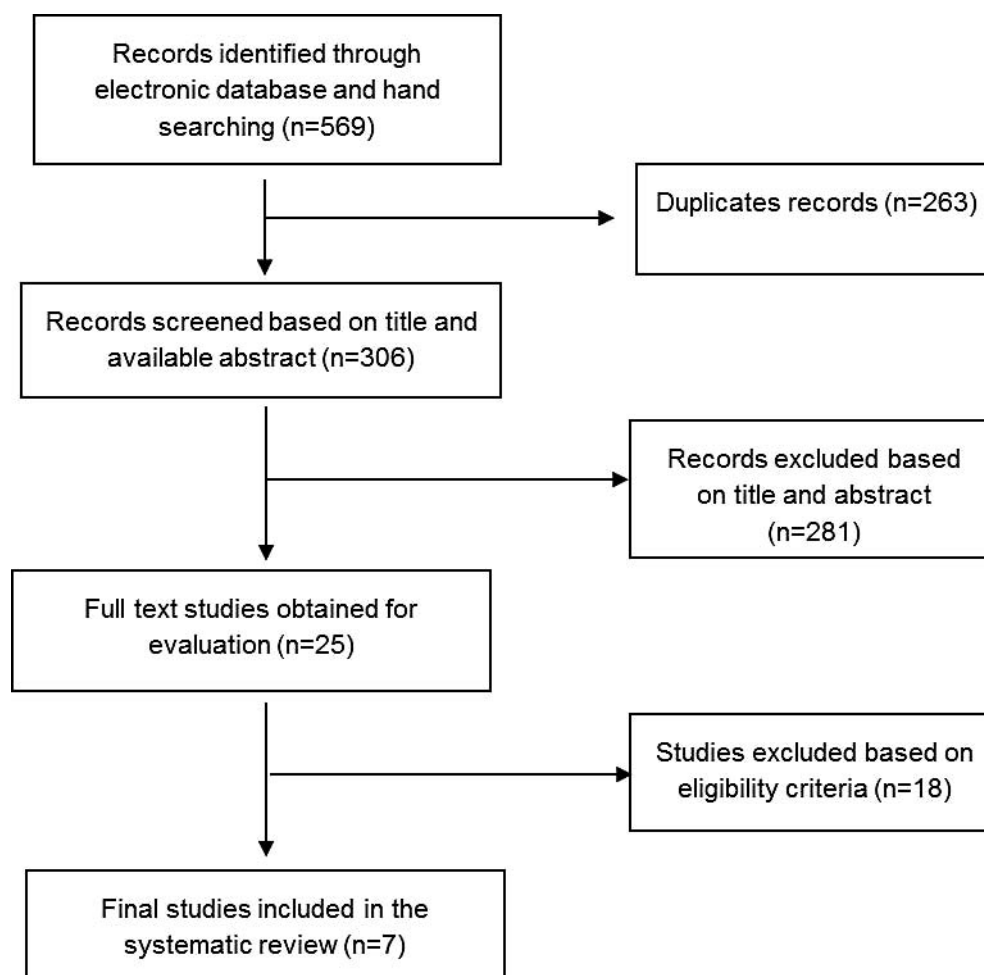 Records identified through
electronic database and hand
searching (n=569)
Duplicates records (n=263)
Records screened based on title and
available abstract (n=306)
Records excluded based
on title and abstract
(n=281)
Full text studies obtained for
evaluation (n=25)
Studies excluded based on
eligibility criteria (n=18)
Final studies included in the
systematic review (n=7)